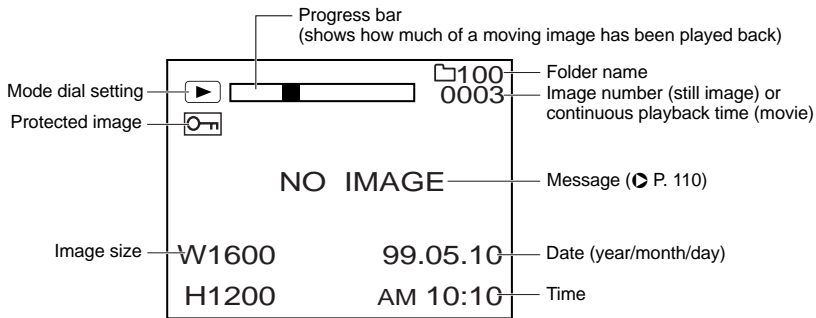 Progress bar
(shows how much of a moving image has been played back)
Mode dial setting
100
Folder name
0003
Image number (still image) or
continuous playback time (movie)
Protected image
NO IMAGE
Message ( P. 110)
Image size
W1600
99.05.10
Date (year/month/day)
H1200
AM 10:10
Time